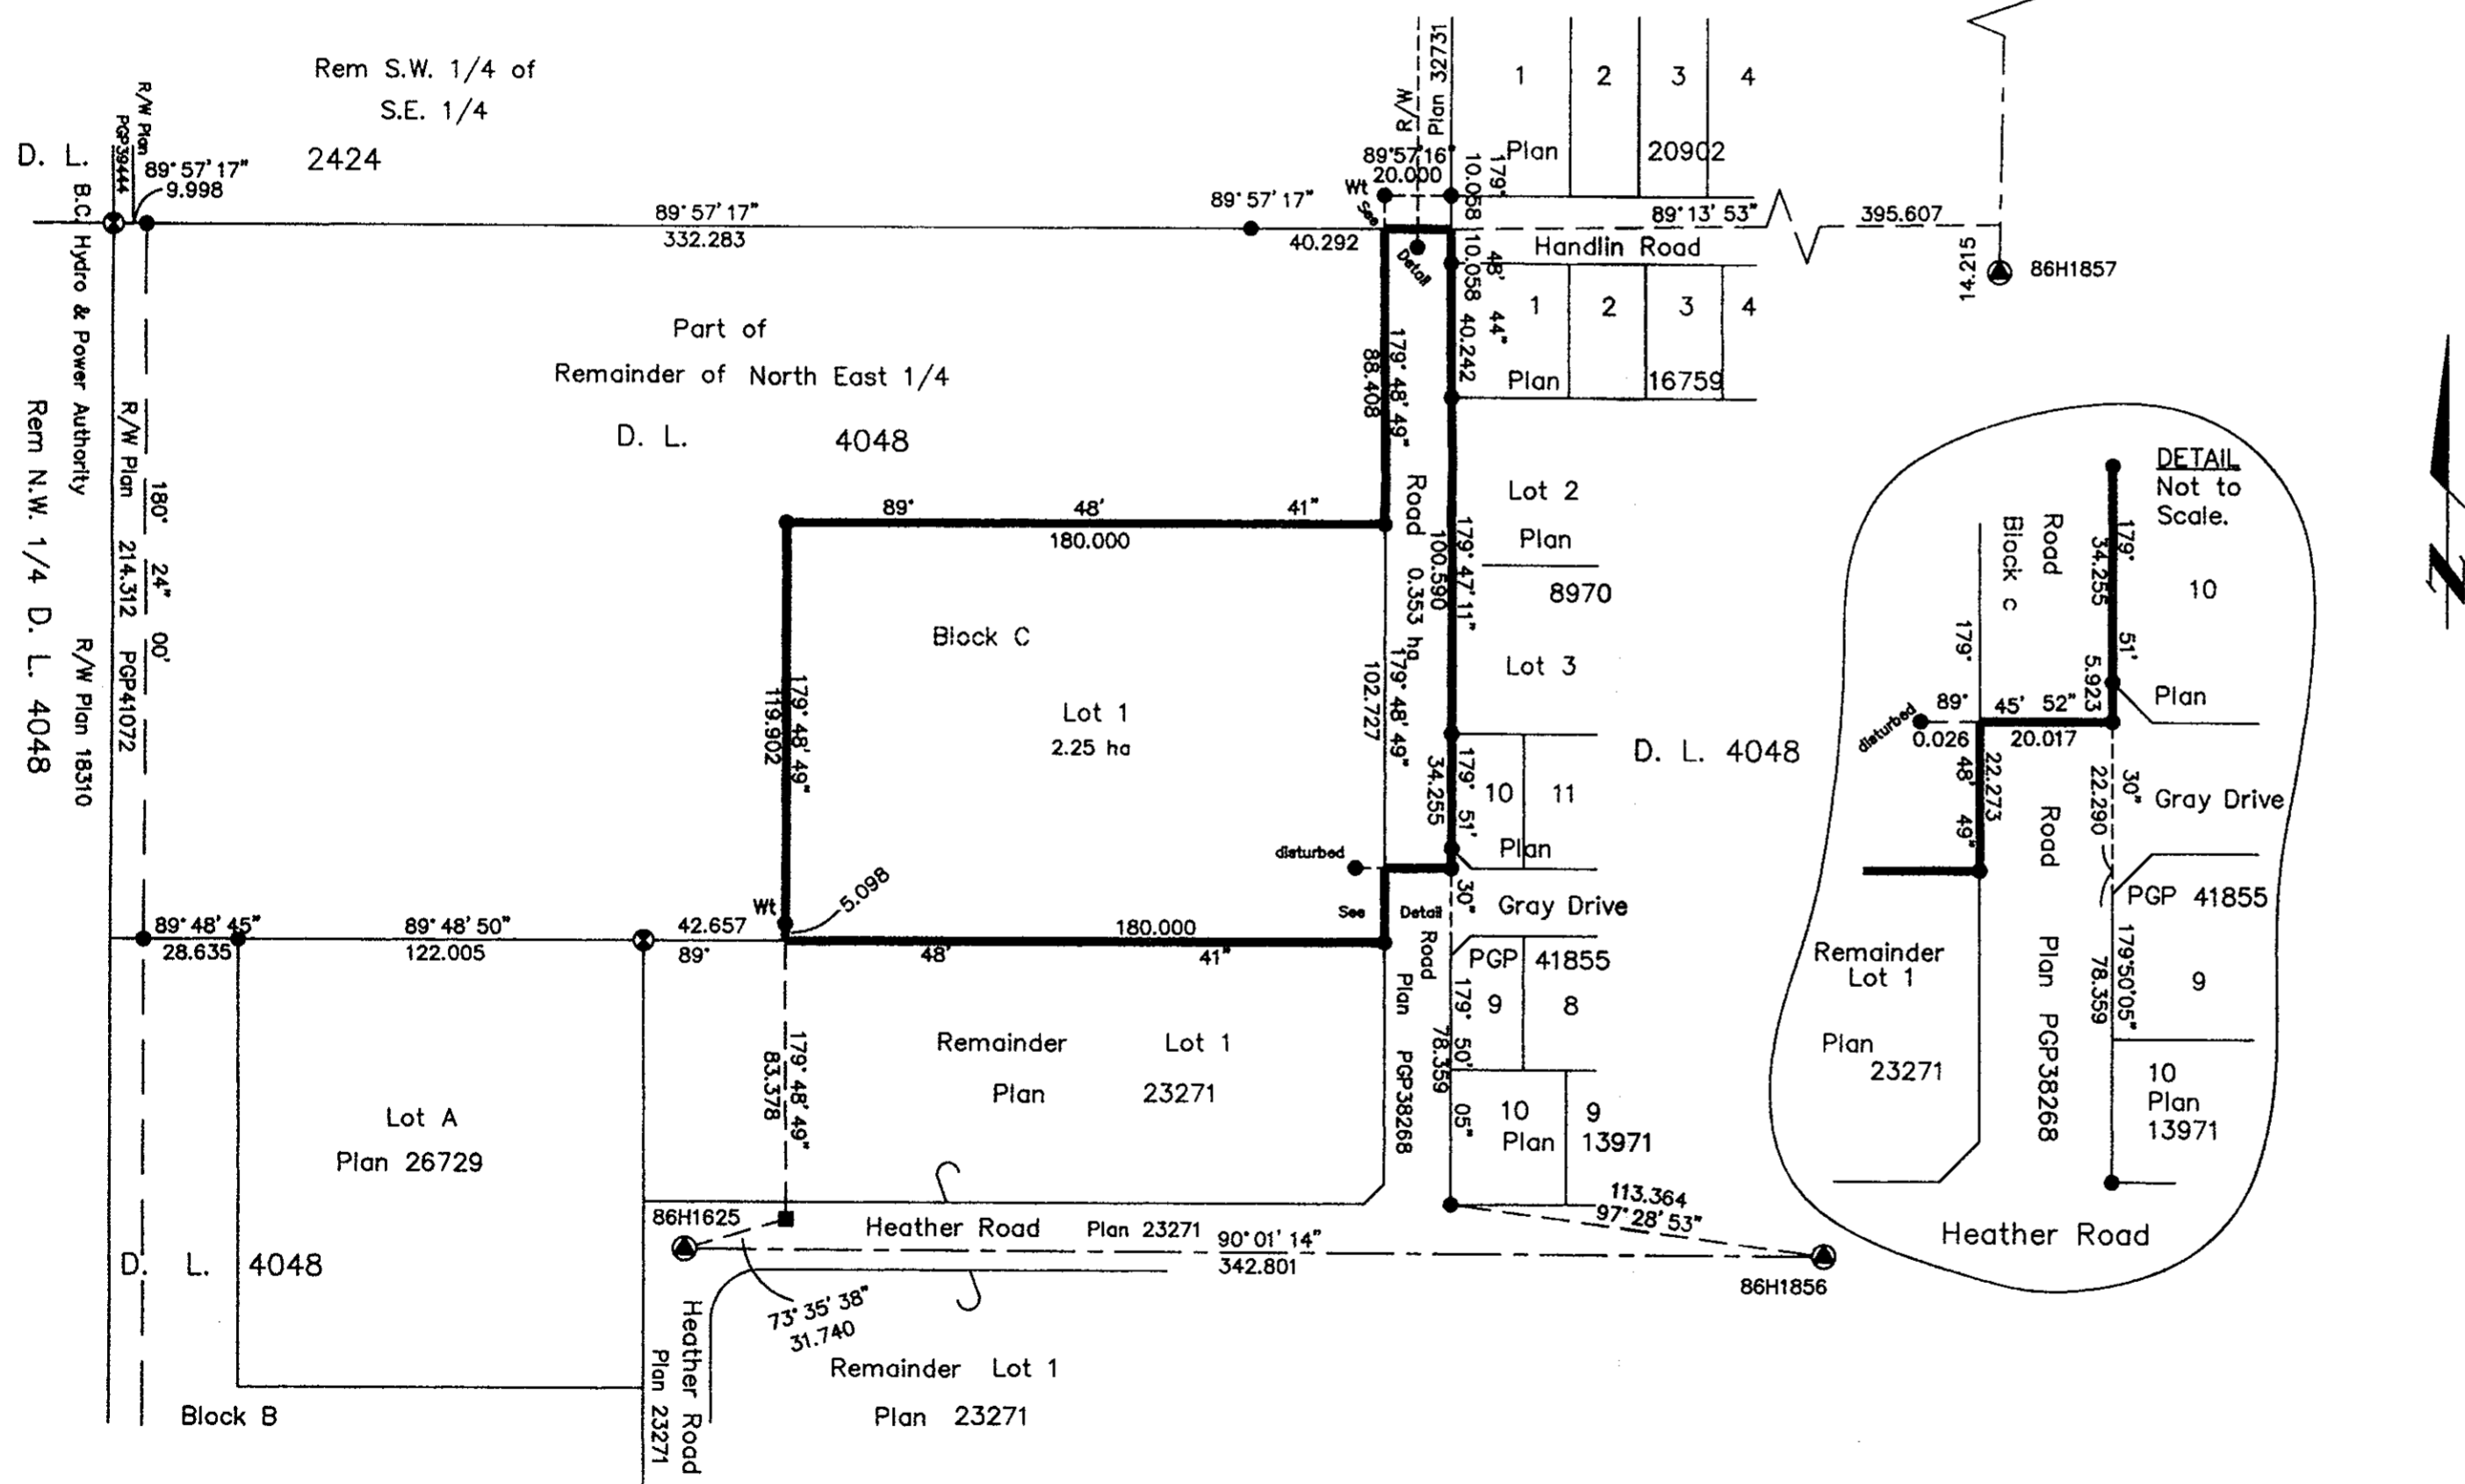 Rem S.W. 1/4 of
S.E. 1/4
2424
D. L.
R/W Plan
PGP39444
89°57'17"
9.998
89°57'17"
332.283
89°57'17"
40.292
R/W
Plan 32731
89°57'16"
20.000
Wt
See
Detail
10.058
179°
10.058
48'
44"
40.242
1
2
3
4
Plan
20902
89°13'53"
395.607
Handlin Road
14.215
86H1857
1
2
3
4
Plan
16759
B.C. Hydro & Power Authority
R/W Plan 18310
Rem N.W. 1/4 D. L. 4048
R/W Plan
214.312
PGP41072
180°
24"
00'
Part of
Remainder of North East 1/4
D. L.
4048
179°48'49"
88.408
89°
48'
41"
180.000
Road
0.353 ha
179°47'11"
100.590
Lot 2
Plan
8970
Lot 3
Block C
Lot 1
2.25 ha
179°48'49"
119.902
179°48'49"
102.727
179°
51'
34.255
30"
10
11
Plan
D. L. 4048
disturbed
See
Detail
Gray Drive
Wt
5.098
89°48'45"
28.635
89°48'50"
122.005
42.657
89°
48'
180.000
41"
Road
Plan
PGP38268
PGP 41855
9
8
179°
50'
05"
78.359
10
9
Plan
13971
Remainder
Lot 1
Plan
23271
179°48'49"
83.378
Lot A
Plan 26729
D. L.
4048
Block B
86H1625
Heather Road
Plan 23271
90°01'14"
342.801
113.364
97°28'53"
86H1856
73°35'38"
31.740
Heather Road
Plan 23271
Remainder Lot 1
Plan 23271
DETAIL
Not to
Scale.
Block C
Road
179°
34.255
51'
5.923
10
Plan
179°
89°
45'
52"
disturbed
0.026
20.017
48'
22.273
49"
30"
22.290
Gray Drive
Road
Plan
PGP38268
PGP 41855
179°50'05"
78.359
9
Remainder
Lot 1
Plan
23271
10
Plan
13971
Heather Road
N